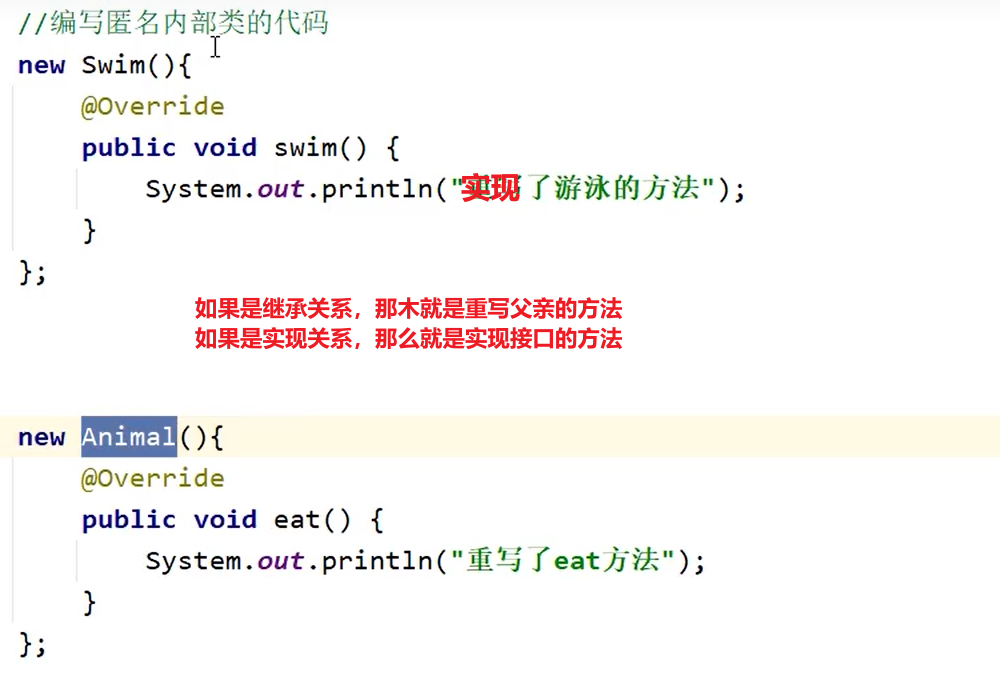 //编写匿名内部类的代码
new Swim(){
@Override
public void swim() {
System.out.println("实现了游泳的方法");
}
};
如果是继承关系，那木就是重写父亲的方法
如果是实现关系，那么就是实现接口的方法
new Animal(){
@Override
public void eat() {
System.out.println("重写了eat方法");
}
};